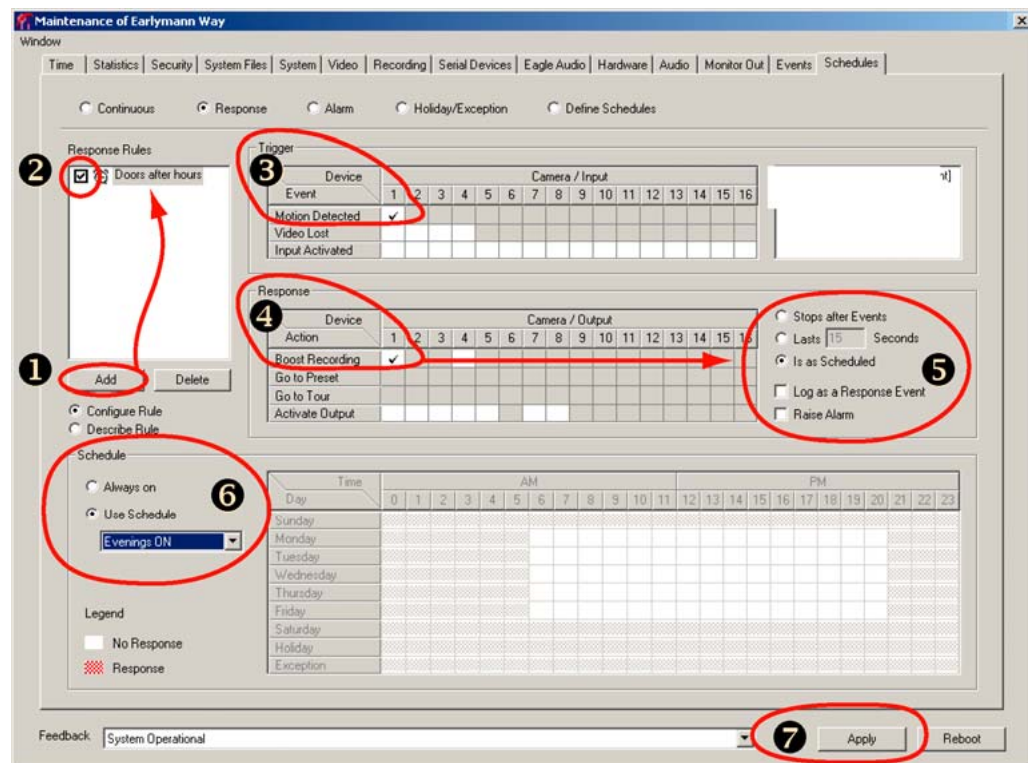 Maintenance of Earlymann Way
Window
Time Statistics Security System Files System Video Recording Serial Devices Eagle Audio Hardware Audio Monitor Out Events Schedules
Continuous Response Alarm Holiday/Exception Define Schedules
Response Rules
2
Doors after hours
1
Add Delete
Configure Rule
Describe Rule
Trigger
3
Device Camera / Input
Event 1 2 3 4 5 6 7 8 9 10 11 12 13 14 15 16
Motion Detected
Video Lost
Input Activated
Response
4
Device Camera / Output
Action 1 2 3 4 5 6 7 8 9 10 11 12 13 14 15 16
Boost Recording
Go to Preset
Go to Tour
Activate Output
Stops after Events
Lasts 15 Seconds
Is as Scheduled
5
Log as a Response Event
Raise Alarm
Schedule
Always on
6
Use Schedule
Evenings ON
Legend
No Response
Response
Time AM PM
Day 0 1 2 3 4 5 6 7 8 9 10 11 12 13 14 15 16 17 18 19 20 21 22 23
Sunday
Monday
Tuesday
Wednesday
Thursday
Friday
Saturday
Holiday
Exception
Feedback System Operational
7
Apply Reboot